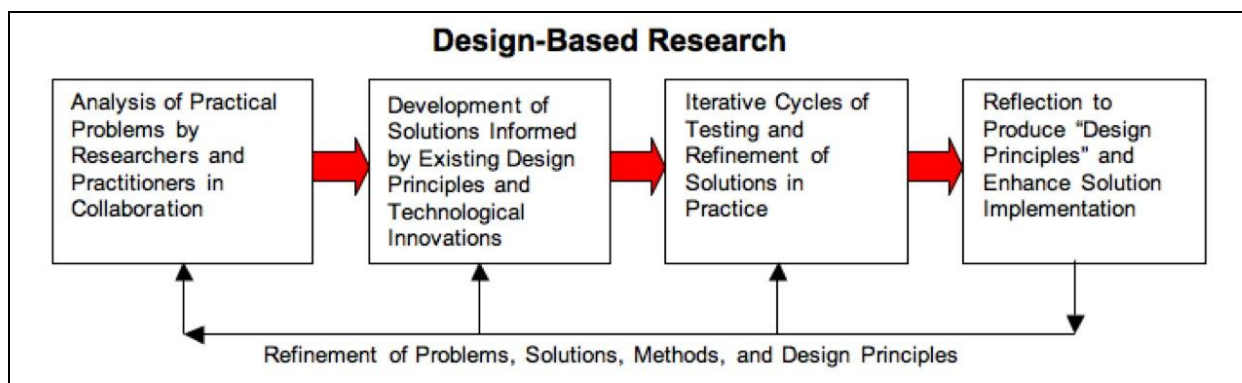 Design-Based Research
Analysis of Practical
Problems by
Researchers and
Practitioners in
Collaboration
Development of
Solutions Informed
by Existing Design
Principles and
Technological
Innovations
Iterative Cycles of
Testing and
Refinement of
Solutions in
Practice
Reflection to
Produce “Design
Principles” and
Enhance Solution
Implementation
Refinement of Problems, Solutions, Methods, and Design Principles